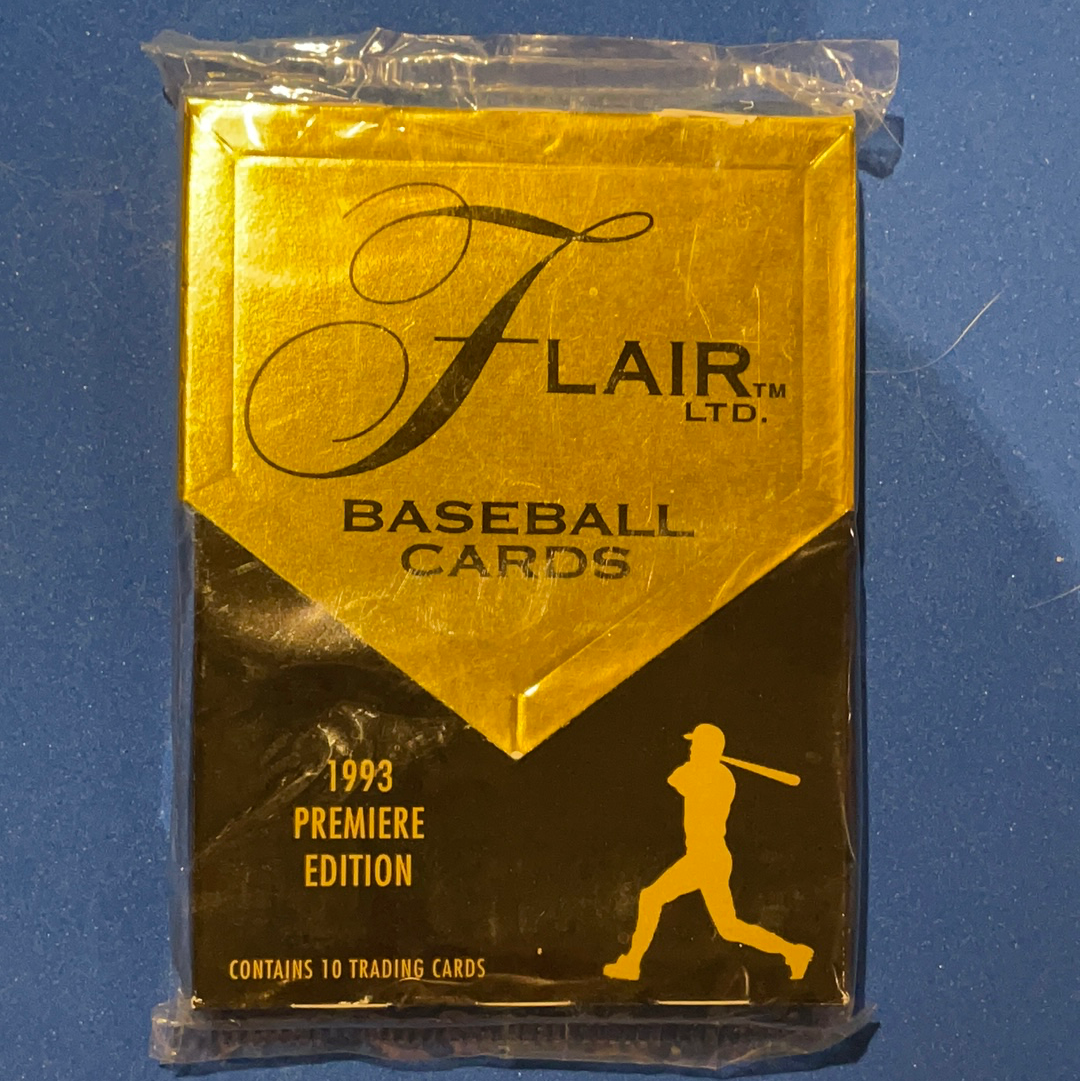 FLAIR™
LTD.
BASEBALL
CARDS
1993
PREMIERE
EDITION
CONTAINS 10 TRADING CARDS